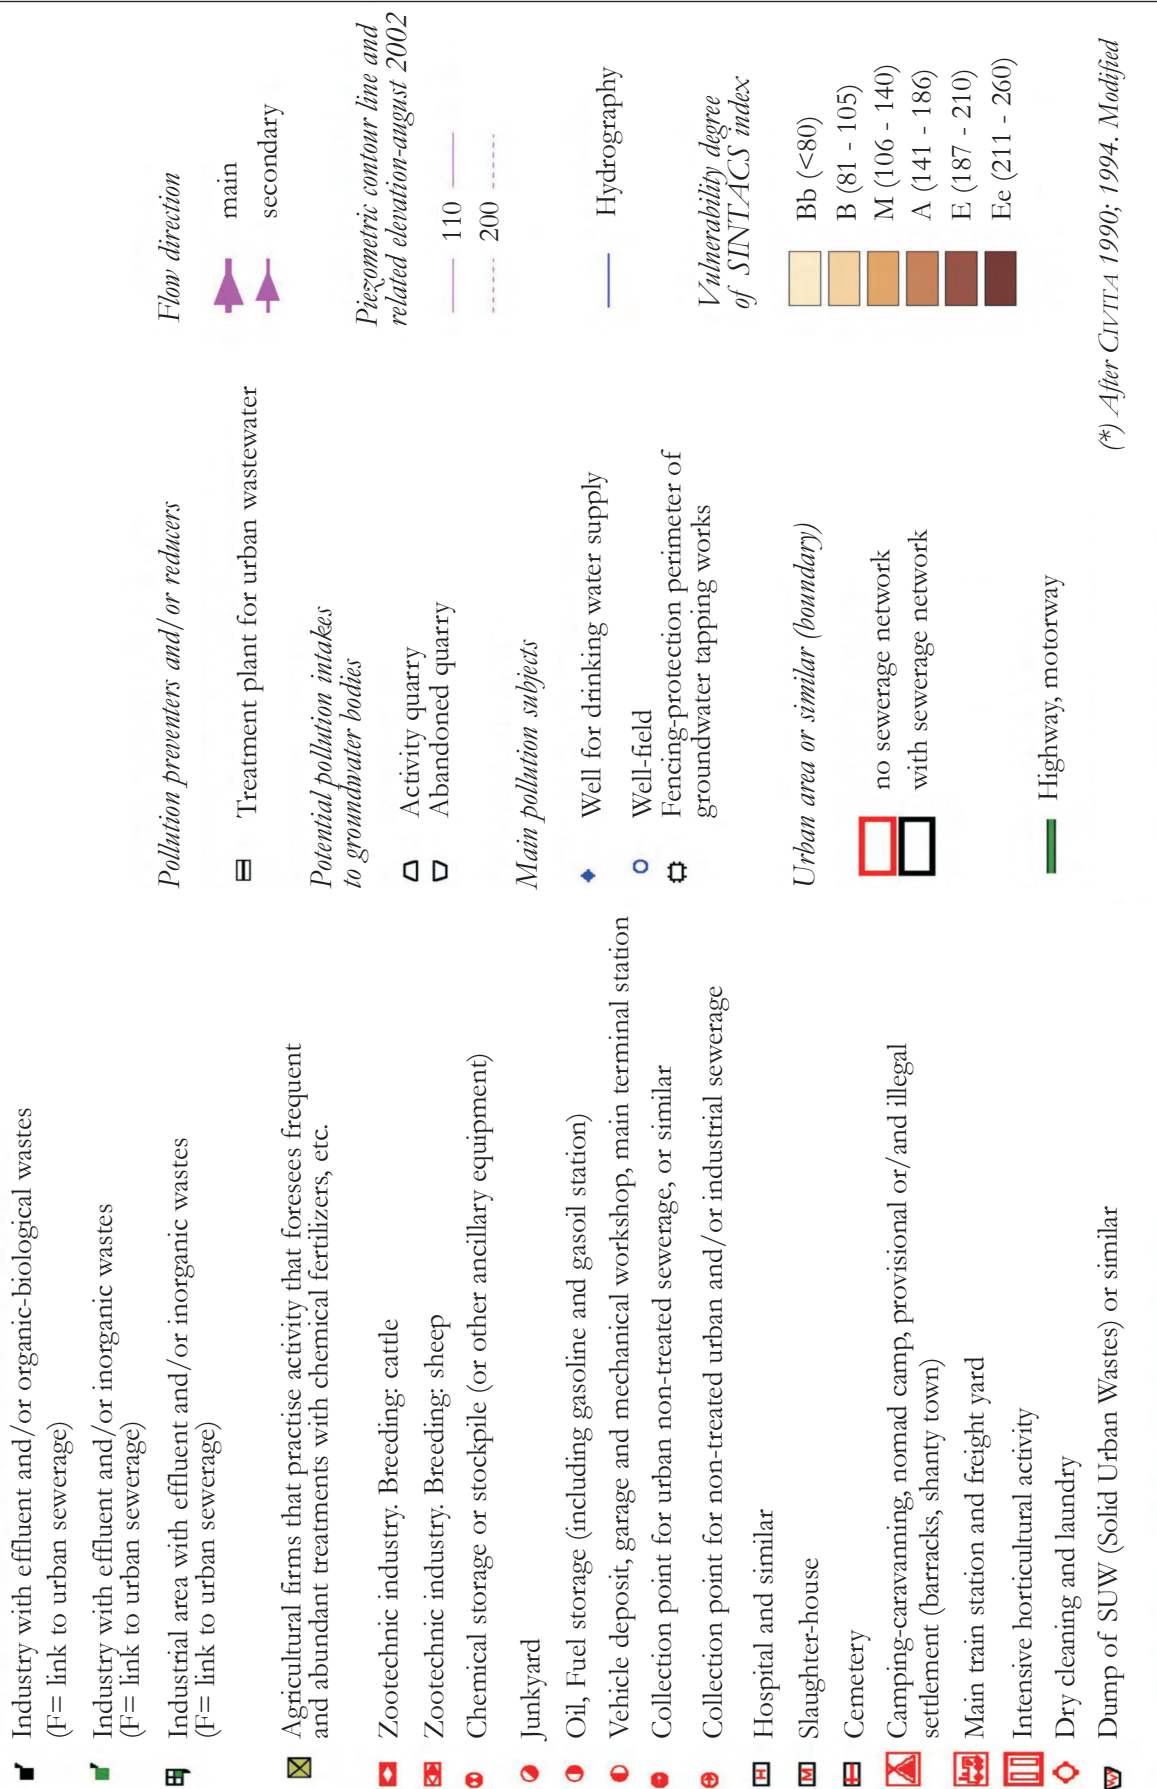 Industry with effluent and/or organic-biological wastes
(F= link to urban sewerage)
Industry with effluent and/or inorganic wastes
(F= link to urban sewerage)
Industrial area with effluent and/or inorganic wastes
(F= link to urban sewerage)
Agricultural firms that practise activity that foresees frequent
and abundant treatments with chemical fertilizers, etc.
Zootechnic industry. Breeding: cattle
Zootechnic industry. Breeding: sheep
Chemical storage or stockpile (or other ancillary equipment)
Junkyard
Oil, Fuel storage (including gasoline and gasoil station)
Vehicle deposit, garage and mechanical workshop, main terminal station
Collection point for urban non-treated sewerage, or similar
Collection point for non-treated urban and/or industrial sewerage
H Hospital and similar
M Slaughter-house
Cemetery
Camping-caravanning, nomad camp, provisional or/and illegal
settlement (barracks, shanty town)
Main train station and freight yard
Intensive horticultural activity
Dry cleaning and laundry
W Dump of SUW (Solid Urban Wastes) or similar
Pollution preventers and/or reducers
Treatment plant for urban wastewater
Potential pollution intakes
to groundwater bodies
Activity quarry
Abandoned quarry
Main pollution subjects
Well for drinking water supply
Well-field
Fencing-protection perimeter of
groundwater tapping works
Urban area or similar (boundary)
no sewerage network
with sewerage network
Highway, motorway
Flow direction
main
secondary
Piezometric contour line and
related elevation-august 2002
110
200
Hydrography
Vulnerability degree
of SINTACS index
Bb (<80)
B (81 - 105)
M (106 - 140)
A (141 - 186)
E (187 - 210)
Ee (211 - 260)
(*) After CIVITA 1990; 1994. Modified